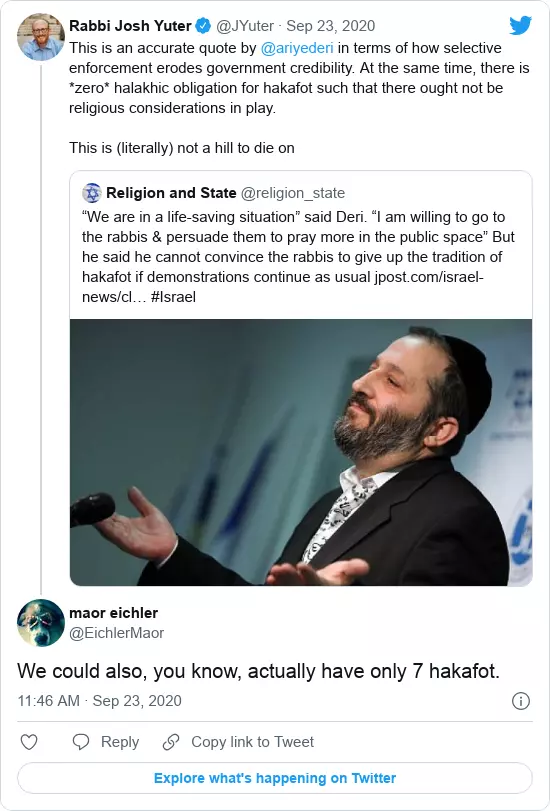 Rabbi Josh Yuter @JYuter · Sep 23, 2020
This is an accurate quote by @ariyederi in terms of how selective
enforcement erodes government credibility. At the same time, there is
*zero* halakhic obligation for hakafot such that there ought not be
religious considerations in play.
This is (literally) not a hill to die on
Religion and State @religion_state
“We are in a life-saving situation” said Deri. “I am willing to go to
the rabbis & persuade them to pray more in the public space” But
he said he cannot convince the rabbis to give up the tradition of
hakafot if demonstrations continue as usual jpost.com/israel-
news/cl… #Israel
maor eichler
@EichlerMaor
We could also, you know, actually have only 7 hakafot.
11:46 AM · Sep 23, 2020
Reply
Copy link to Tweet
Explore what's happening on Twitter